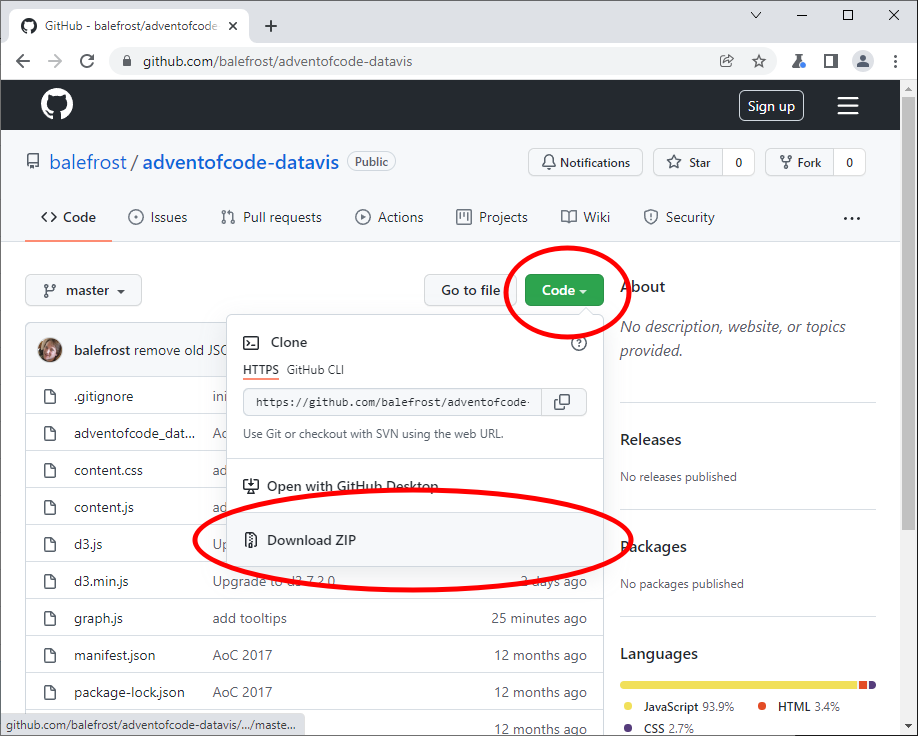 GitHub - balefrost/adventofcode-
github.com/balefrost/adventofcode-datavis
Sign up
balefrost / adventofcode-datavis Public
Notifications
Star 0
Fork 0
<> Code
Issues
Pull requests
Actions
Projects
Wiki
Security
...
master
Go to file
Code
About
No description, website, or topics
provided.
balefrost remove old JSO
Clone
?
HTTPS GitHub CLI
https://github.com/balefrost/adventofcode-
Use Git or checkout with SVN using the web URL.
Open with GitHub Desktop
Download ZIP
.gitignore ini
adventofcode_dat... Ad
content.css ad
content.js ad
d3.js Up
d3.min.js Upgrade to d3 7.2.0 3 days ago
graph.js add tooltips 25 minutes ago
manifest.json AoC 2017 12 months ago
package-lock.json AoC 2017 12 months ago
12 months ago
Releases
No releases published
Packages
No packages published
Languages
JavaScript 93.9% HTML 3.4%
CSS 2.7%
github.com/balefrost/adventofcode-datavis/.../maste...